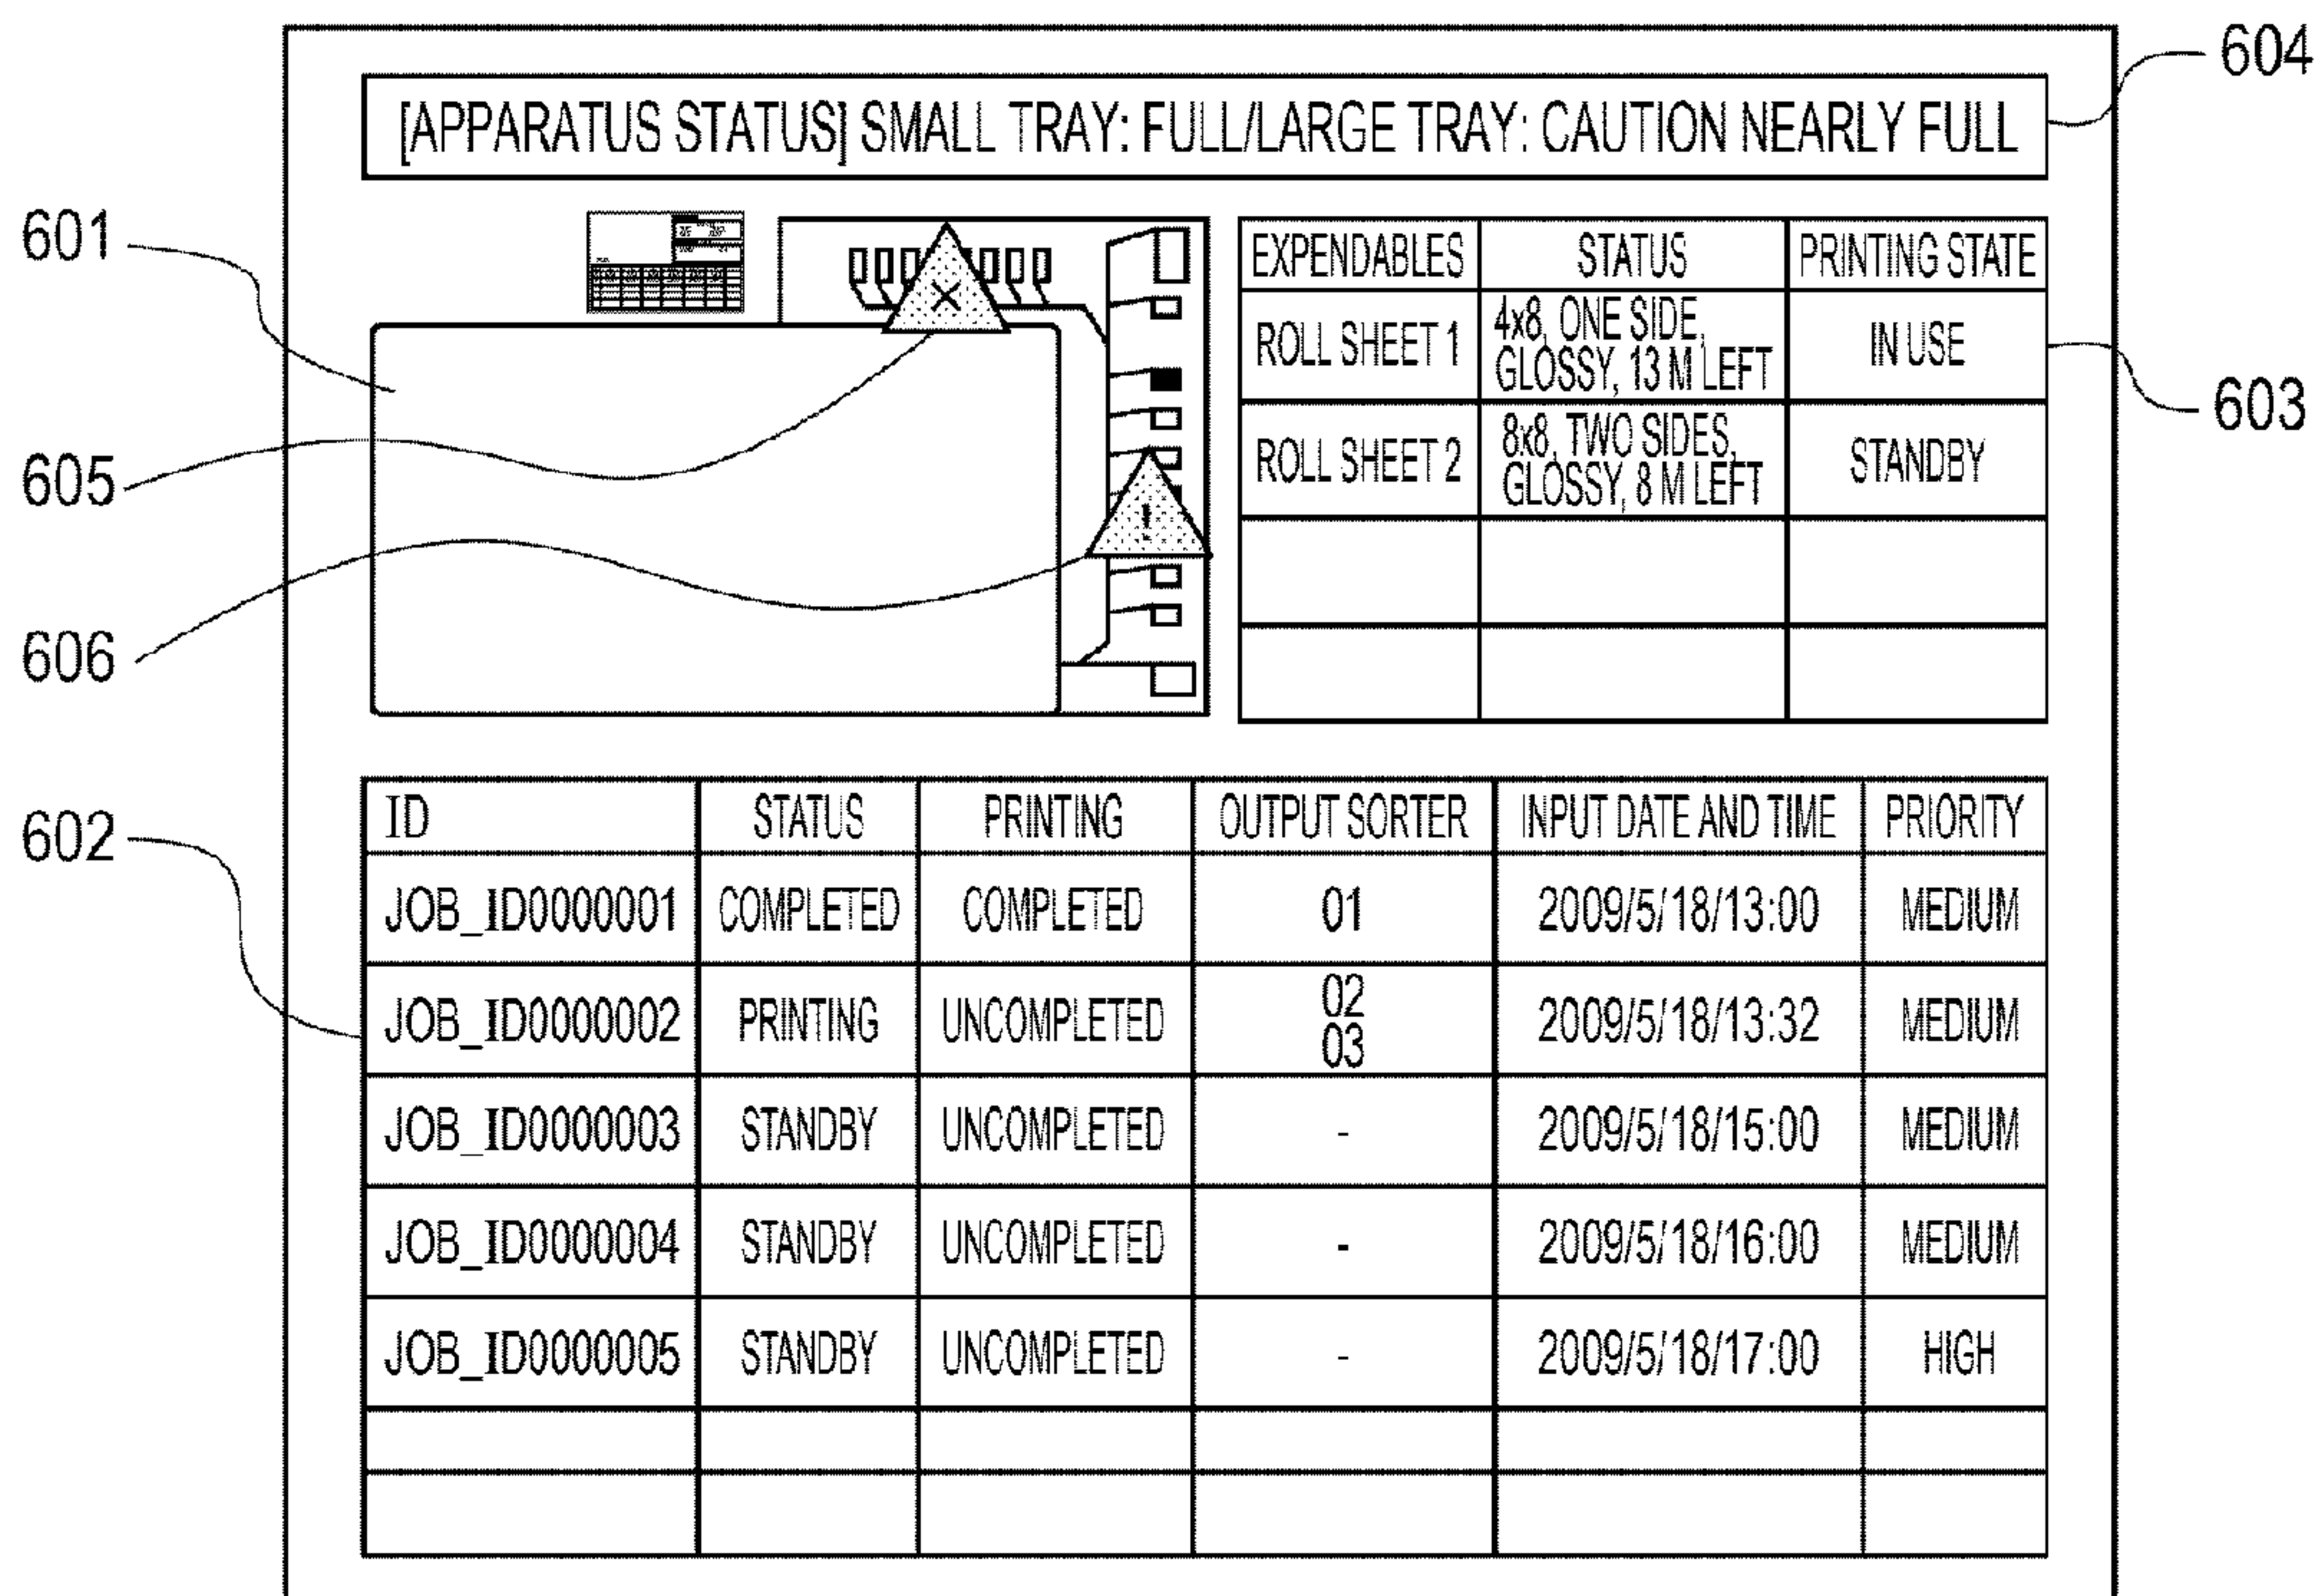 604
[APPARATUS STATUS] SMALL TRAY: FULL/LARGE TRAY: CAUTION NEARLY FULL
601
605
606
X
!
EXPENDABLES STATUS PRINTING STATE
ROLL SHEET 1 4x8, ONE SIDE, GLOSSY, 13 M LEFT IN USE
ROLL SHEET 2 8x8, TWO SIDES, GLOSSY, 8 M LEFT STANDBY
603
602
ID STATUS PRINTING OUTPUT SORTER INPUT DATE AND TIME PRIORITY
JOB_ID0000001 COMPLETED COMPLETED 01 2009/5/18/13:00 MEDIUM
JOB_ID0000002 PRINTING UNCOMPLETED 02 03 2009/5/18/13:32 MEDIUM
JOB_ID0000003 STANDBY UNCOMPLETED - 2009/5/18/15:00 MEDIUM
JOB_ID0000004 STANDBY UNCOMPLETED - 2009/5/18/16:00 MEDIUM
JOB_ID0000005 STANDBY UNCOMPLETED - 2009/5/18/17:00 HIGH